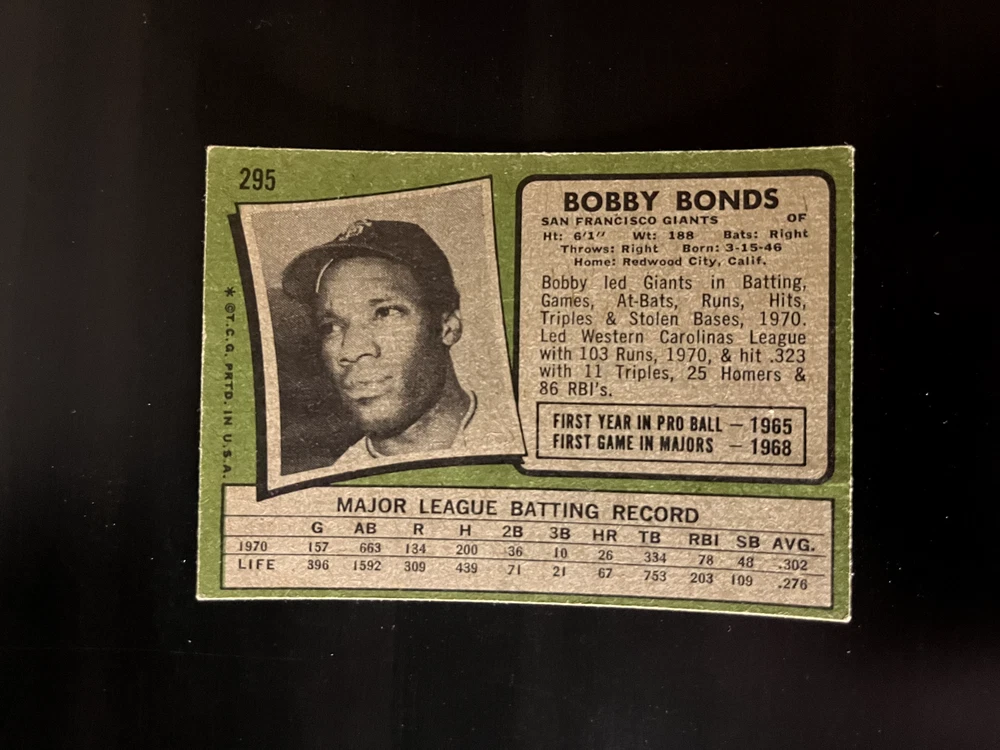 295
BOBBY BONDS
SAN FRANCISCO GIANTS OF
Ht: 6'1" Wt: 188 Bats: Right
Throws: Right Born: 3-15-46
Home: Redwood City, Calif.
Bobby led Giants in Batting,
Games, At-Bats, Runs, Hits,
Triples & Stolen Bases, 1970.
Led Western Carolinas League
with 103 Runs, 1970, & hit .323
with 11 Triples, 25 Homers &
86 RBI's.
FIRST YEAR IN PRO BALL — 1965
FIRST GAME IN MAJORS — 1968
* ©T.C.G. PRTD. IN U.S.A.
MAJOR LEAGUE BATTING RECORD
G AB R H 2B 3B HR TB RBI SB AVG.
1970 157 663 134 200 36 10 26 334 78 48 .302
LIFE 396 1592 309 439 71 21 67 753 203 109 .276